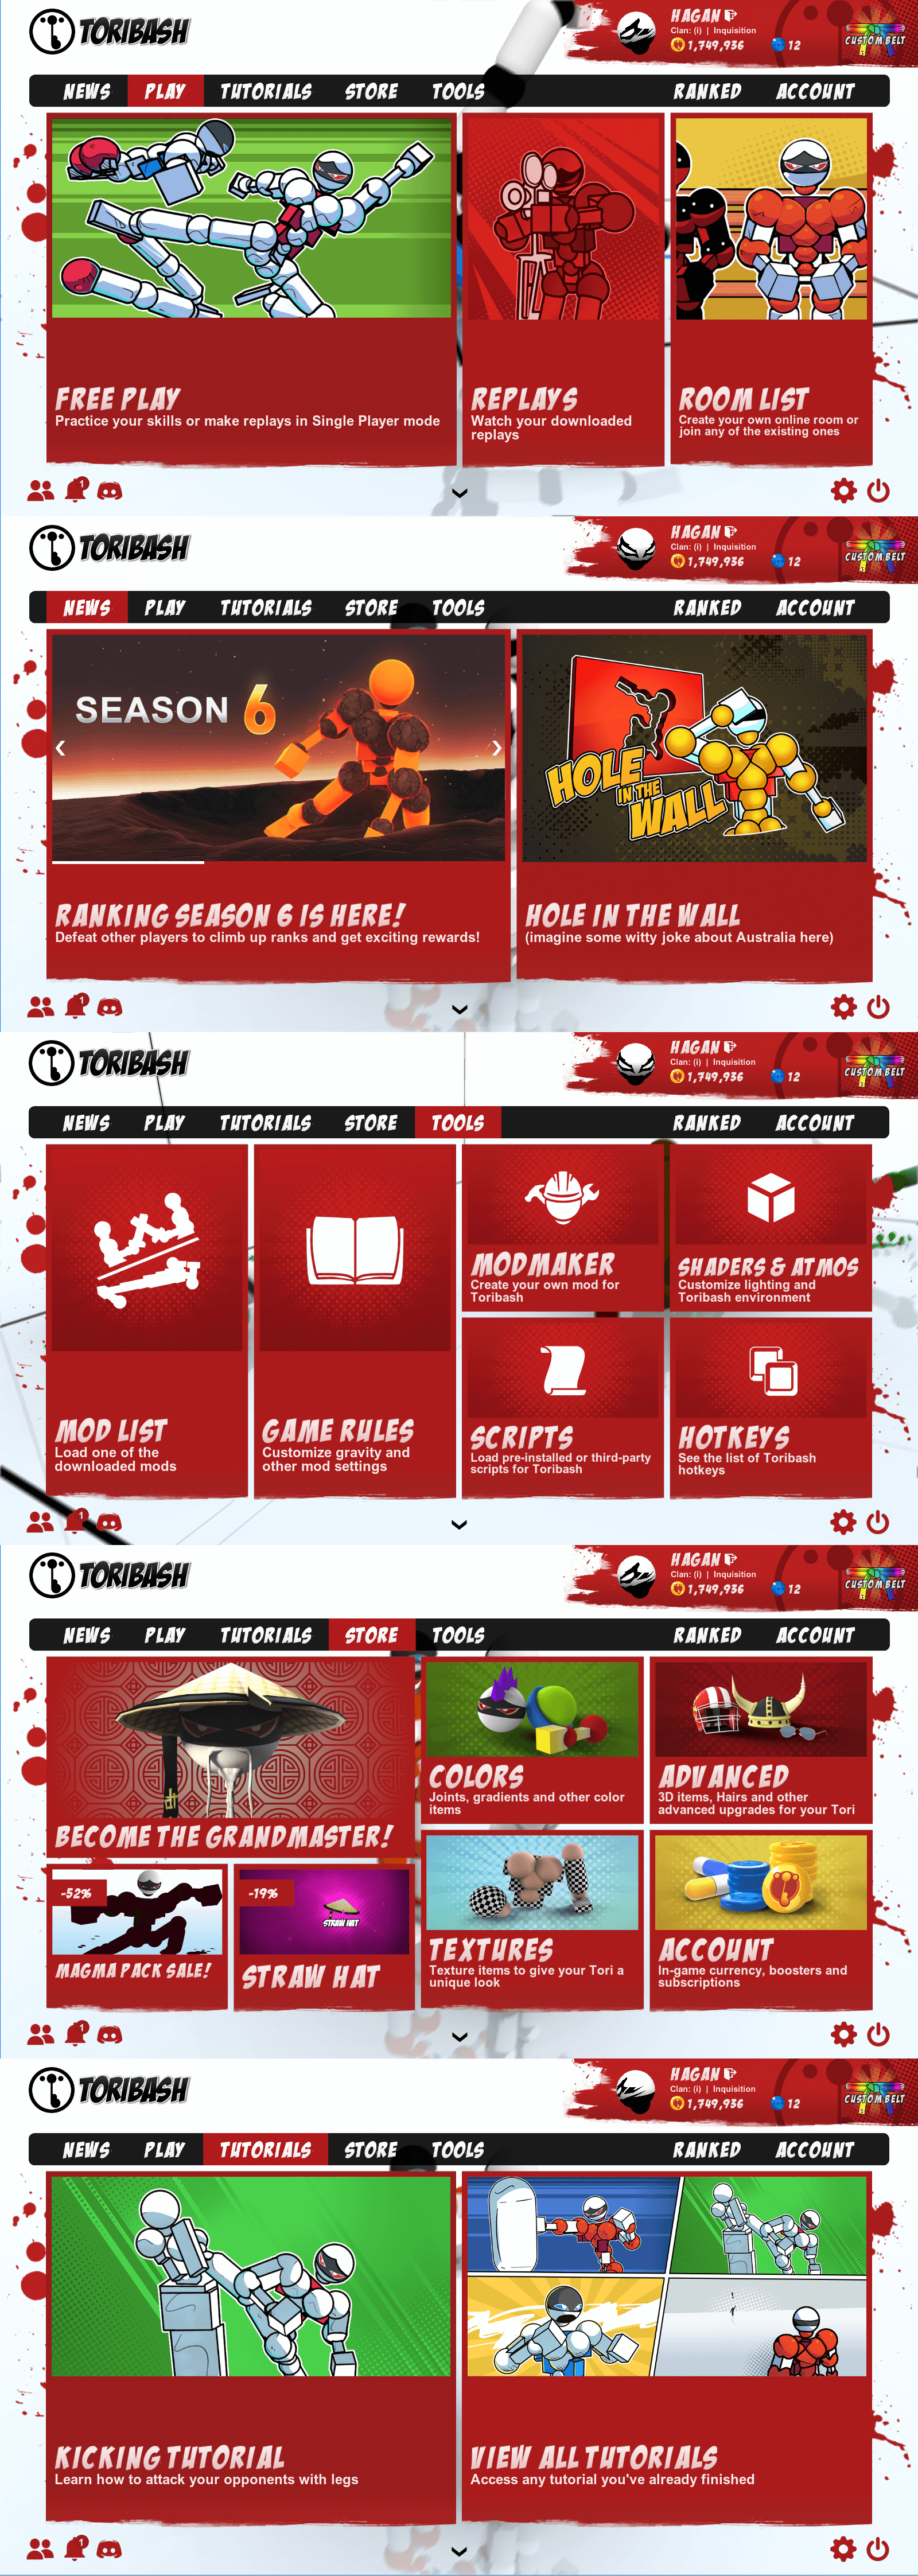 TORIBASH
HAGAN
Clan: (i) | Inquisition
1,749,936 12
CUSTOM BELT
NEWS PLAY TUTORIALS STORE TOOLS RANKED ACCOUNT
FREE PLAY
Practice your skills or make replays in Single Player mode
REPLAYS
Watch your downloaded
replays
ROOM LIST
Create your own online room or
join any of the existing ones
1
TORIBASH
HAGAN
Clan: (i) | Inquisition
1,749,936 12
CUSTOM BELT
NEWS PLAY TUTORIALS STORE TOOLS RANKED ACCOUNT
SEASON 6
RANKING SEASON 6 IS HERE!
Defeat other players to climb up ranks and get exciting rewards!
HOLE
IN THE
WALL
HOLE IN THE WALL
(imagine some witty joke about Australia here)
1
TORIBASH
HAGAN
Clan: (i) | Inquisition
1,749,936 12
CUSTOM BELT
NEWS PLAY TUTORIALS STORE TOOLS RANKED ACCOUNT
MOD LIST
Load one of the
downloaded mods
GAME RULES
Customize gravity and
other mod settings
MODMAKER
Create your own mod for
Toribash
SHADERS & ATMOS
Customize lighting and
Toribash environment
SCRIPTS
Load pre-installed or third-party
scripts for Toribash
HOTKEYS
See the list of Toribash
hotkeys
1
TORIBASH
HAGAN
Clan: (i) | Inquisition
1,749,936 12
CUSTOM BELT
NEWS PLAY TUTORIALS STORE TOOLS RANKED ACCOUNT
BECOME THE GRANDMASTER!
-52%
MAGMA PACK SALE!
-19%
STRAW HAT
STRAW HAT
COLORS
Joints, gradients and other color
items
ADVANCED
3D items, Hairs and other
advanced upgrades for your Tori
TEXTURES
Texture items to give your Tori a
unique look
ACCOUNT
In-game currency, boosters and
subscriptions
1
TORIBASH
HAGAN
Clan: (i) | Inquisition
1,749,936 12
CUSTOM BELT
NEWS PLAY TUTORIALS STORE TOOLS RANKED ACCOUNT
KICKING TUTORIAL
Learn how to attack your opponents with legs
VIEW ALL TUTORIALS
Access any tutorial you've already finished
1